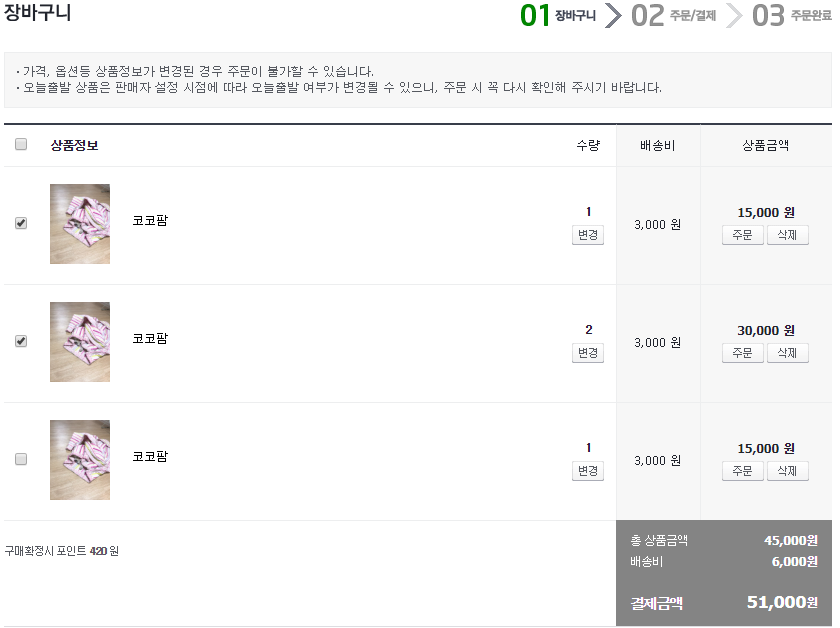 장바구니
01 장바구니 02 주문/결제 03 주문완료
· 가격, 옵션등 상품정보가 변경된 경우 주문이 불가할 수 있습니다.
· 오늘출발 상품은 판매자 설정 시점에 따라 오늘출발 여부가 변경될 수 있으니, 주문 시 꼭 다시 확인해 주시기 바랍니다.
상품정보 수량 배송비 상품금액
코코팜 1 3,000 원 15,000 원
변경 주문 삭제
코코팜 2 3,000 원 30,000 원
변경 주문 삭제
코코팜 1 3,000 원 15,000 원
변경 주문 삭제
구매확정시 포인트 420 원
총 상품금액 45,000원
배송비 6,000원
결제금액 51,000원